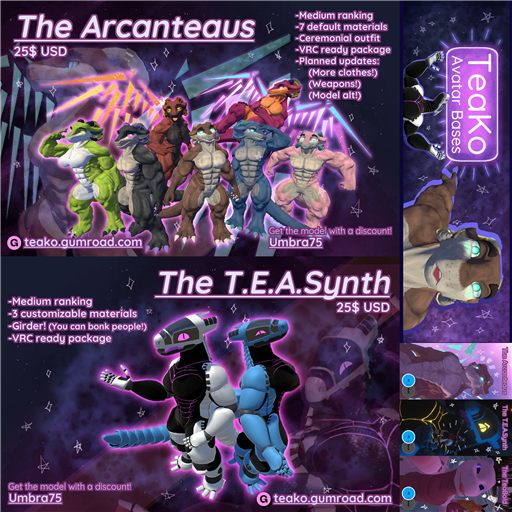 The Arcanteaus
25$ USD
-Medium ranking
-7 default materials
-Ceremonial outfit
-VRC ready package
-Planned updates:
(More clothes!)
(Weapons!)
(Model alt!)
Get the model with a discount!
Umbra75
G teako.gumroad.com
The T.E.A.Synth
25$ USD
-Medium ranking
-3 customizable materials
-Girder! (You can bonk people!)
-VRC ready package
Get the model with a discount!
Umbra75
G teako.gumroad.com
TeaKo
Avatar Bases
The T.E.A.Synth